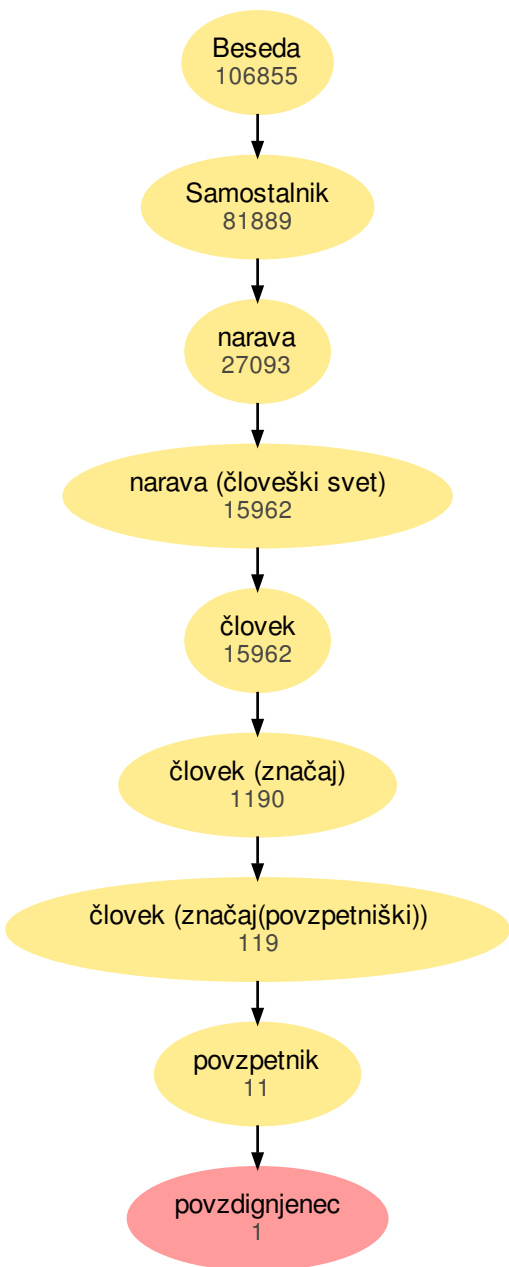 Beseda
106855
Samostalnik
81889
narava
27093
narava (človeški svet)
15962
človek
15962
človek (značaj)
1190
človek (značaj(povzpetniški))
119
povzpetnik
11
povzdignjenec
1